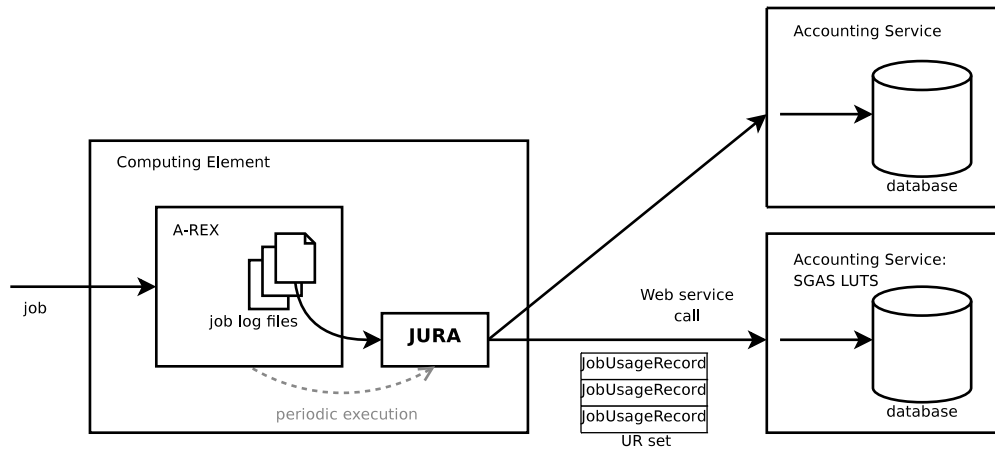 Accounting Service
database
Computing Element
A-REX
job log files
job
JURA
periodic execution
Web service
call
JobUsageRecord
JobUsageRecord
JobUsageRecord
UR set
Accounting Service:
SGAS LUTS
database